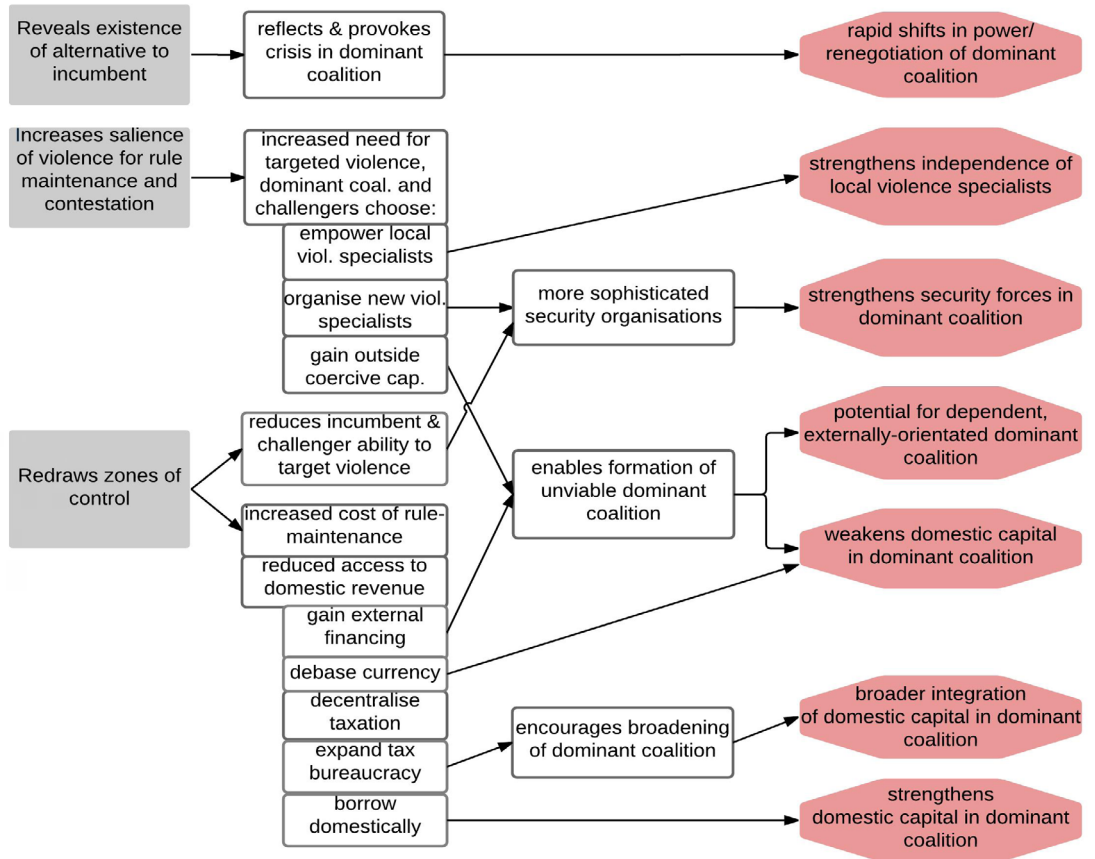 Reveals existence
of alternative to
incumbent
reflects & provokes
crisis in dominant
coalition
rapid shifts in power/
renegotiation of dominant
coalition
Increases salience
of violence for rule
maintenance and
contestation
increased need for
targeted violence,
dominant coal. and
challengers choose:
strengthens independence of
local violence specialists
empower local
viol. specialists
organise new viol.
specialists
more sophisticated
security organisations
strengthens security forces in
dominant coalition
gain outside
coercive cap.
Redraws zones of
control
reduces incumbent &
challenger ability to
target violence
enables formation of
unviable dominant
coalition
potential for dependent,
externally-orientated dominant
coalition
increased cost of rule-
maintenance
weakens domestic capital
in dominant coalition
reduced access to
domestic revenue
gain external
financing
debase currency
decentralise
taxation
expand tax
bureaucracy
encourages broadening
of dominant coalition
broader integration
of domestic capital in dominant
coalition
borrow
domestically
strengthens
domestic capital in dominant
coalition